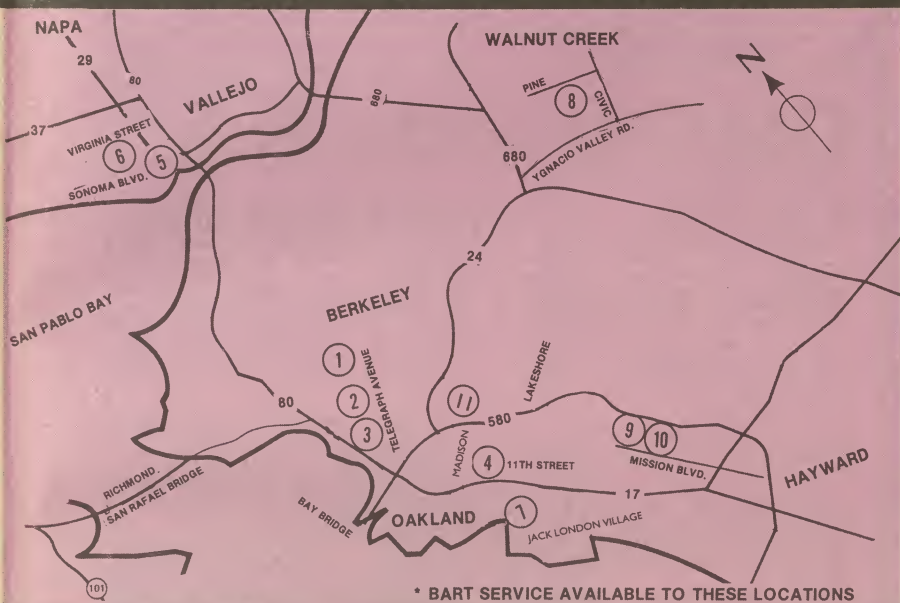 NAPA
29
80
VALLEJO
37
VIRGINIA STREET
6
5
SONOMA BLVD.
680
WALNUT CREEK
PINE
8
CIVIC
680
YGNACIO VALLEY RD.
N
24
SAN PABLO BAY
BERKELEY
1
2
3
TELEGRAPH AVENUE
80
LAKESHORE
11
580
MADISON
4
11TH STREET
9
10
MISSION BLVD.
HAYWARD
17
RICHMOND.
SAN RAFAEL BRIDGE
BAY BRIDGE
OAKLAND
7
JACK LONDON VILLAGE
101
* BART SERVICE AVAILABLE TO THESE LOCATIONS